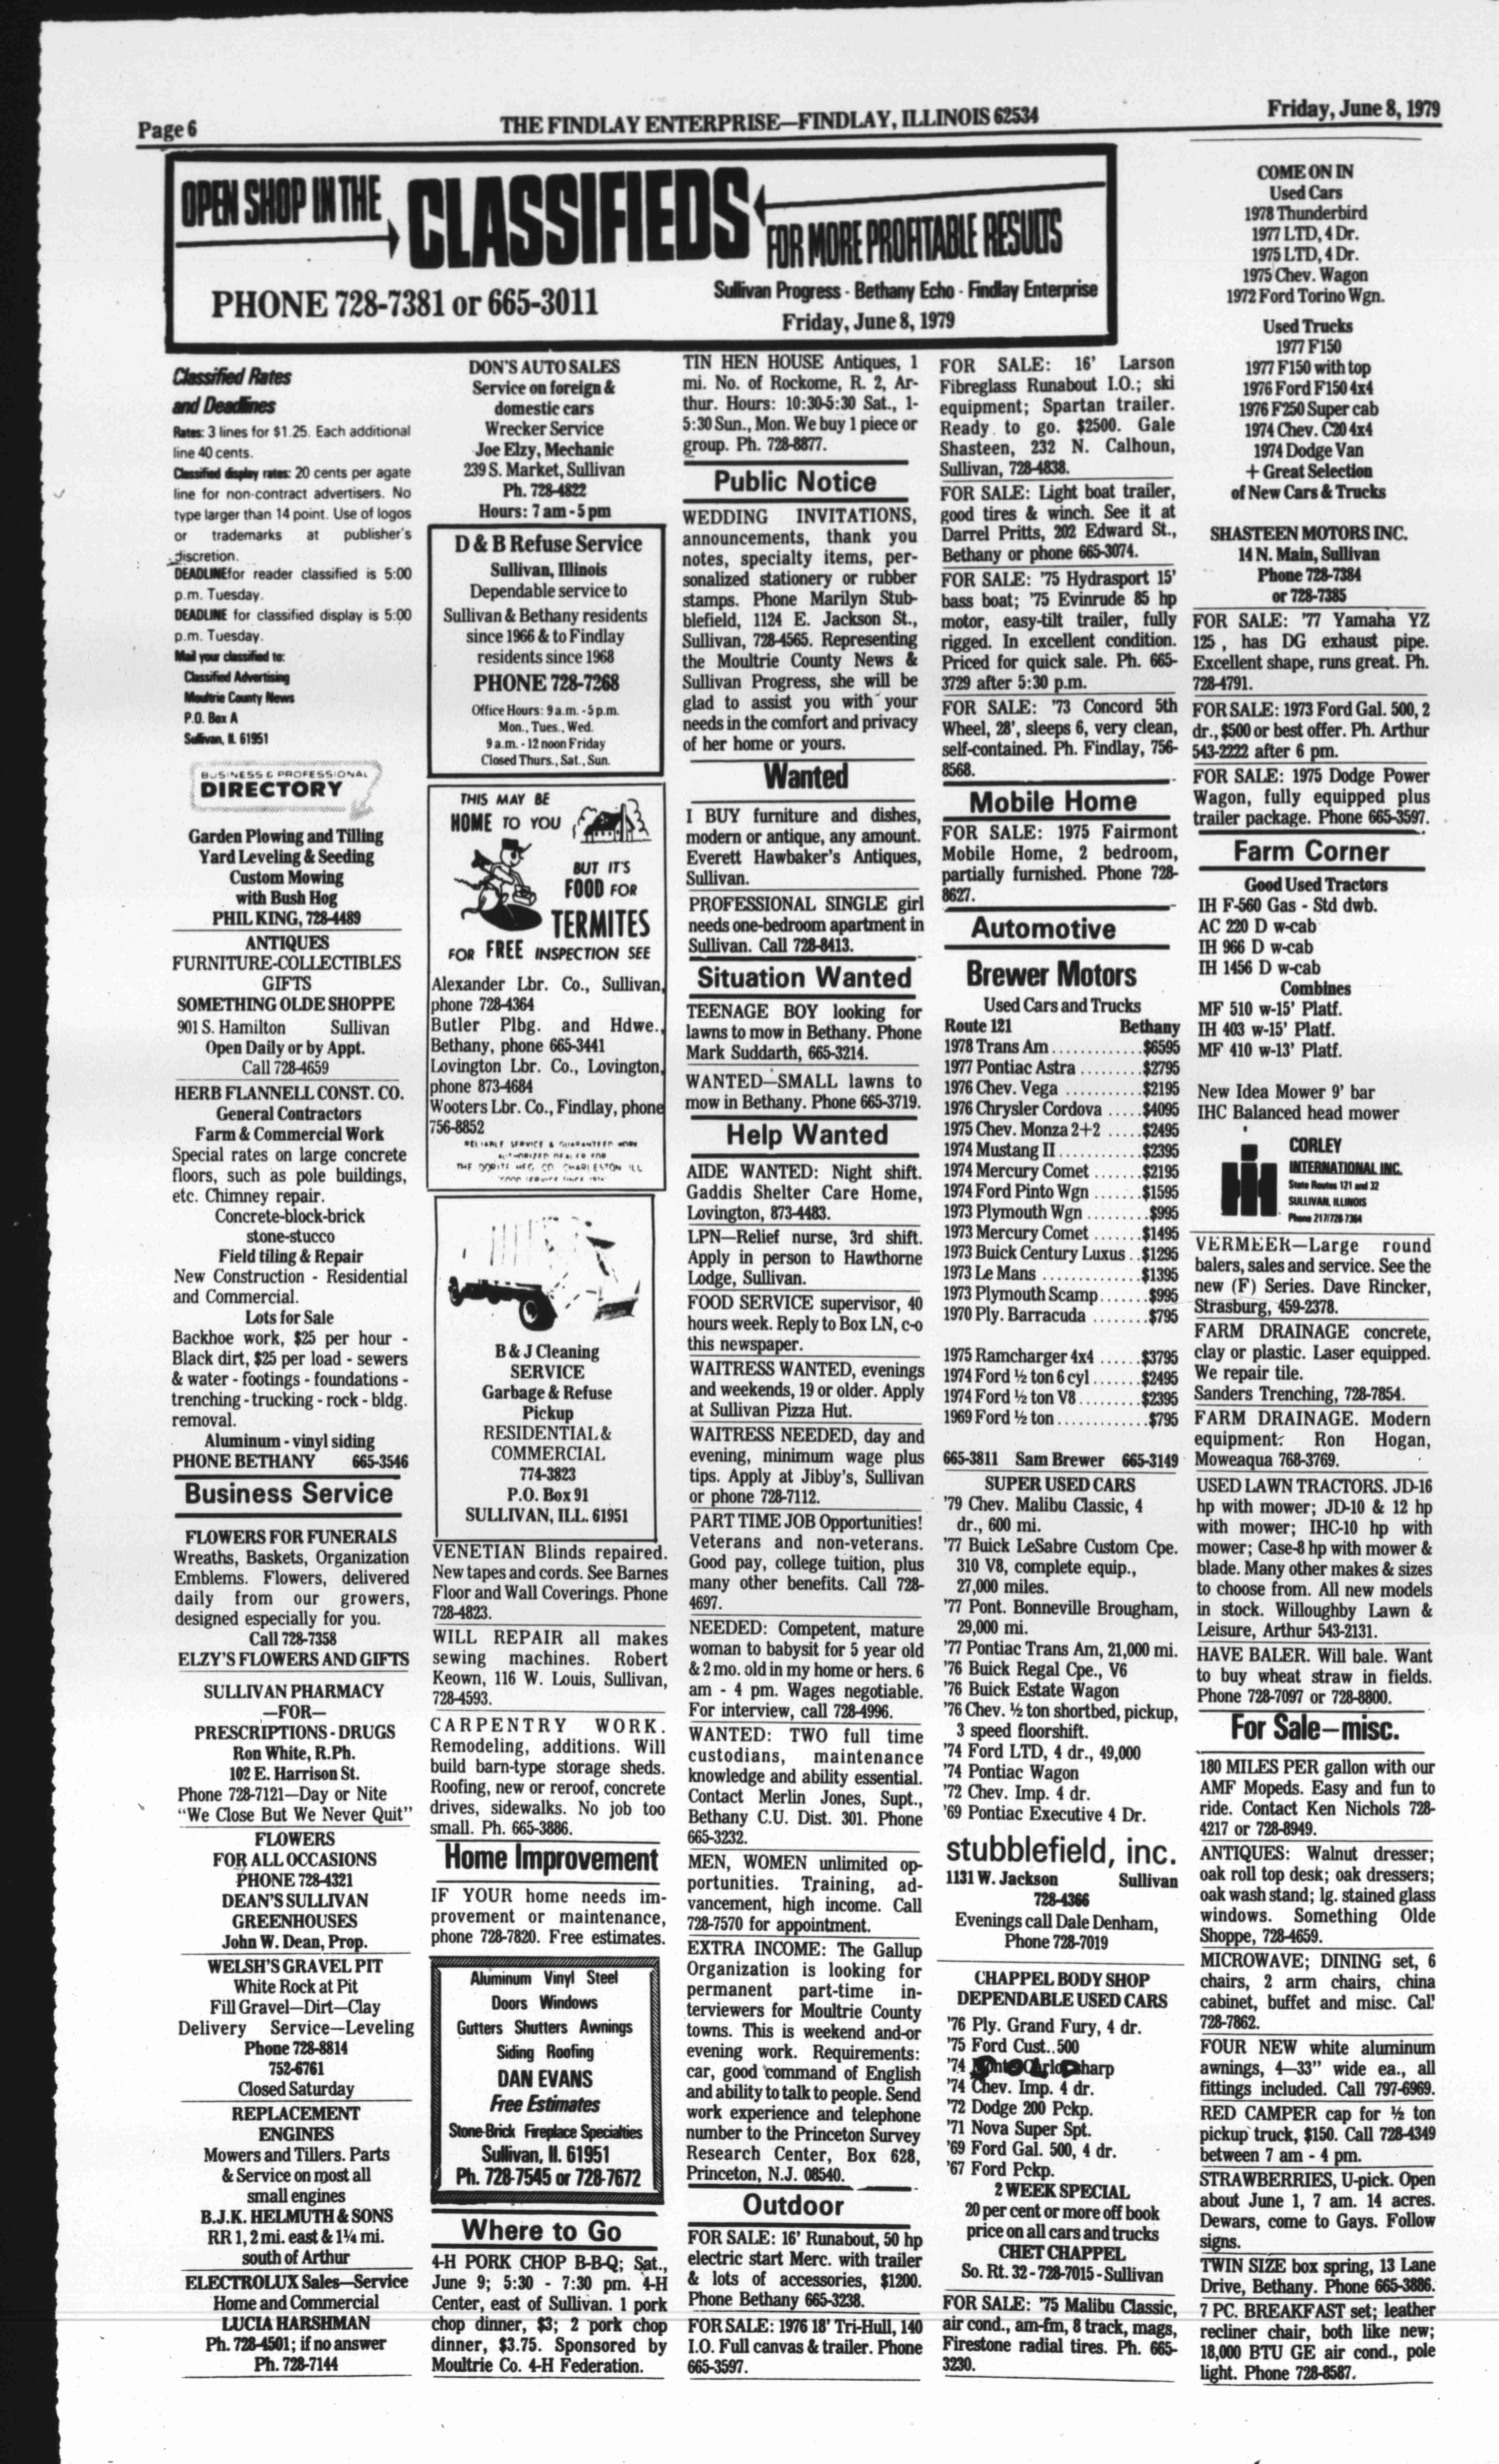 Page 6
THE FINDLAY ENTERPRISE—FINDLAY, ILLINOIS 62534
Friday, June 8, 1979
OPEN SHOP IN THE
CLASSIFIEDS
FOR MORE PROFITABLE RESULTS
PHONE 728-7381 or 665-3011
Sullivan Progress - Bethany Echo - Findlay Enterprise
Friday, June 8, 1979
Classified Rates
and Deadlines
Rates: 3 lines for $1.25. Each additional
line 40 cents.
Classified display rates: 20 cents per agate
line for non-contract advertisers. No
type larger than 14 point. Use of logos
or trademarks at publisher's
discretion.
DEADLINE for reader classified is 5:00
p.m. Tuesday.
DEADLINE for classified display is 5:00
p.m. Tuesday.
Mail your classified to:
Classified Advertising
Moultrie County News
P.O. Box A
Sullivan, Il. 61951
BUSINESS & PROFESSIONAL
DIRECTORY
Garden Plowing and Tilling
Yard Leveling & Seeding
Custom Mowing
with Bush Hog
PHIL KING, 728-4489
ANTIQUES
FURNITURE-COLLECTIBLES
GIFTS
SOMETHING OLDE SHOPPE
901 S. Hamilton Sullivan
Open Daily or by Appt.
Call 728-4659
HERB FLANNELL CONST. CO.
General Contractors
Farm & Commercial Work
Special rates on large concrete
floors, such as pole buildings,
etc. Chimney repair.
Concrete-block-brick
stone-stucco
Field tiling & Repair
New Construction - Residential
and Commercial.
Lots for Sale
Backhoe work, $25 per hour -
Black dirt, $25 per load - sewers
& water - footings - foundations -
trenching - trucking - rock - bldg.
removal.
Aluminum - vinyl siding
PHONE BETHANY 665-3546
Business Service
FLOWERS FOR FUNERALS
Wreaths, Baskets, Organization
Emblems. Flowers, delivered
daily from our growers,
designed especially for you.
Call 728-7358
ELZY'S FLOWERS AND GIFTS
SULLIVAN PHARMACY
—FOR—
PRESCRIPTIONS - DRUGS
Ron White, R.Ph.
102 E. Harrison St.
Phone 728-7121—Day or Nite
"We Close But We Never Quit"
FLOWERS
FOR ALL OCCASIONS
PHONE 728-4321
DEAN'S SULLIVAN
GREENHOUSES
John W. Dean, Prop.
WELSH'S GRAVEL PIT
White Rock at Pit
Fill Gravel—Dirt—Clay
Delivery Service—Leveling
Phone 728-8814
752-6761
Closed Saturday
REPLACEMENT
ENGINES
Mowers and Tillers. Parts
& Service on most all
small engines
B.J.K. HELMUTH & SONS
RR 1, 2 mi. east & 1¼ mi.
south of Arthur
ELECTROLUX Sales—Service
Home and Commercial
LUCIA HARSHMAN
Ph. 728-4501; if no answer
Ph. 728-7144
DON'S AUTO SALES
Service on foreign &
domestic cars
Wrecker Service
Joe Elzy, Mechanic
239 S. Market, Sullivan
Ph. 728-4822
Hours: 7 am - 5 pm
D & B Refuse Service
Sullivan, Illinois
Dependable service to
Sullivan & Bethany residents
since 1966 & to Findlay
residents since 1968
PHONE 728-7268
Office Hours: 9 a.m. - 5 p.m.
Mon., Tues., Wed.
9 a.m. - 12 noon Friday
Closed Thurs., Sat., Sun.
THIS MAY BE
HOME TO YOU
BUT IT'S
FOOD FOR
TERMITES
FOR FREE INSPECTION SEE
Alexander Lbr. Co., Sullivan,
phone 728-4364
Butler Plbg. and Hdwe.,
Bethany, phone 665-3441
Lovington Lbr. Co., Lovington,
phone 873-4684
Wooters Lbr. Co., Findlay, phone
756-8852
RELIABLE SERVICE & GUARANTEED WORK
AUTHORIZED DEALER FOR
CHARLESTON ILL
B & J Cleaning
SERVICE
Garbage & Refuse
Pickup
RESIDENTIAL &
COMMERCIAL
774-3823
P.O. Box 91
SULLIVAN, ILL. 61951
VENETIAN Blinds repaired.
New tapes and cords. See Barnes
Floor and Wall Coverings. Phone
728-4823.
WILL REPAIR all makes
sewing machines. Robert
Keown, 116 W. Louis, Sullivan,
728-4593.
CARPENTRY WORK.
Remodeling, additions. Will
build barn-type storage sheds.
Roofing, new or reroof, concrete
drives, sidewalks. No job too
small. Ph. 665-3886.
Home Improvement
IF YOUR home needs im-
provement or maintenance,
phone 728-7820. Free estimates.
Aluminum Vinyl Steel
Doors Windows
Gutters Shutters Awnings
Siding Roofing
DAN EVANS
Free Estimates
Stone-Brick Fireplace Specialties
Sullivan, Il. 61951
Ph. 728-7545 or 728-7672
Where to Go
4-H PORK CHOP B-B-Q; Sat.,
June 9; 5:30 - 7:30 pm. 4-H
Center, east of Sullivan. 1 pork
chop dinner, $3; 2 pork chop
dinner, $3.75. Sponsored by
Moultrie Co. 4-H Federation.
TIN HEN HOUSE Antiques, 1
mi. No. of Rockome, R. 2, Ar-
thur. Hours: 10:30-5:30 Sat., 1-
5:30 Sun., Mon. We buy 1 piece or
group. Ph. 728-8877.
Public Notice
WEDDING INVITATIONS,
announcements, thank you
notes, specialty items, per-
sonalized stationery or rubber
stamps. Phone Marilyn Stub-
blefield, 1124 E. Jackson St.,
Sullivan, 728-4565. Representing
the Moultrie County News &
Sullivan Progress, she will be
glad to assist you with your
needs in the comfort and privacy
of her home or yours.
Wanted
I BUY furniture and dishes,
modern or antique, any amount.
Everett Hawbaker's Antiques,
Sullivan.
PROFESSIONAL SINGLE girl
needs one-bedroom apartment in
Sullivan. Call 728-8413.
Situation Wanted
TEENAGE BOY looking for
lawns to mow in Bethany. Phone
Mark Suddarth, 665-3214.
WANTED—SMALL lawns to
mow in Bethany. Phone 665-3719.
Help Wanted
AIDE WANTED: Night shift.
Gaddis Shelter Care Home,
Lovington, 873-4483.
LPN—Relief nurse, 3rd shift.
Apply in person to Hawthorne
Lodge, Sullivan.
FOOD SERVICE supervisor, 40
hours week. Reply to Box LN, c-o
this newspaper.
WAITRESS WANTED, evenings
and weekends, 19 or older. Apply
at Sullivan Pizza Hut.
WAITRESS NEEDED, day and
evening, minimum wage plus
tips. Apply at Jibby's, Sullivan
or phone 728-7112.
PART TIME JOB Opportunities!
Veterans and non-veterans.
Good pay, college tuition, plus
many other benefits. Call 728-
4697.
NEEDED: Competent, mature
woman to babysit for 5 year old
& 2 mo. old in my home or hers. 6
am - 4 pm. Wages negotiable.
For interview, call 728-4996.
WANTED: TWO full time
custodians, maintenance
knowledge and ability essential.
Contact Merlin Jones, Supt.,
Bethany C.U. Dist. 301. Phone
665-3232.
MEN, WOMEN unlimited op-
portunities. Training, ad-
vancement, high income. Call
728-7570 for appointment.
EXTRA INCOME: The Gallup
Organization is looking for
permanent part-time in-
terviewers for Moultrie County
towns. This is weekend and-or
evening work. Requirements:
car, good command of English
and ability to talk to people. Send
work experience and telephone
number to the Princeton Survey
Research Center, Box 628,
Princeton, N.J. 08540.
Outdoor
FOR SALE: 16' Runabout, 50 hp
electric start Merc. with trailer
& lots of accessories, $1200.
Phone Bethany 665-3238.
FOR SALE: 1976 18' Tri-Hull, 140
I.O. Full canvas & trailer. Phone
665-3597.
FOR SALE: 16' Larson
Fibreglass Runabout I.O.; ski
equipment; Spartan trailer.
Ready to go. $2500. Gale
Shasteen, 232 N. Calhoun,
Sullivan, 728-4838.
FOR SALE: Light boat trailer,
good tires & winch. See it at
Darrel Pritts, 202 Edward St.,
Bethany or phone 665-3074.
FOR SALE: '75 Hydrasport 15'
bass boat; '75 Evinrude 85 hp
motor, easy-tilt trailer, fully
rigged. In excellent condition.
Priced for quick sale. Ph. 665-
3729 after 5:30 p.m.
FOR SALE: '73 Concord 5th
Wheel, 28', sleeps 6, very clean,
self-contained. Ph. Findlay, 756-
8568.
Mobile Home
FOR SALE: 1975 Fairmont
Mobile Home, 2 bedroom,
partially furnished. Phone 728-
8627.
Automotive
Brewer Motors
Used Cars and Trucks
Route 121 Bethany
1978 Trans Am.............$6595
1977 Pontiac Astra.........$2795
1976 Chev. Vega...........$2195
1976 Chrysler Cordova.....$4095
1975 Chev. Monza 2+2.....$2495
1974 Mustang II............$2395
1974 Mercury Comet.......$2195
1974 Ford Pinto Wgn.......$1595
1973 Plymouth Wgn.........$995
1973 Mercury Comet.......$1495
1973 Buick Century Luxus..$1295
1973 Le Mans.............$1395
1973 Plymouth Scamp.......$995
1970 Ply. Barracuda........$795
1975 Ramcharger 4x4......$3795
1974 Ford ½ ton 6 cyl.......$2495
1974 Ford ½ ton V8.........$2395
1969 Ford ½ ton.............$795
665-3811 Sam Brewer 665-3149
SUPER USED CARS
'79 Chev. Malibu Classic, 4
dr., 600 mi.
'77 Buick LeSabre Custom Cpe.
310 V8, complete equip.,
27,000 miles.
'77 Pont. Bonneville Brougham,
29,000 mi.
'77 Pontiac Trans Am, 21,000 mi.
'76 Buick Regal Cpe., V6
'76 Buick Estate Wagon
'76 Chev. ½ ton shortbed, pickup,
3 speed floorshift.
'74 Ford LTD, 4 dr., 49,000
'74 Pontiac Wagon
'72 Chev. Imp. 4 dr.
'69 Pontiac Executive 4 Dr.
stubblefield, inc.
1131 W. Jackson Sullivan
728-4366
Evenings call Dale Denham,
Phone 728-7019
CHAPPEL BODY SHOP
DEPENDABLE USED CARS
'76 Ply. Grand Fury, 4 dr.
'75 Ford Cust..500
'74 sharp
'74 Chev. Imp. 4 dr.
'72 Dodge 200 Pckp.
'71 Nova Super Spt.
'69 Ford Gal. 500, 4 dr.
'67 Ford Pckp.
2 WEEK SPECIAL
20 per cent or more off book
price on all cars and trucks
CHET CHAPPEL
So. Rt. 32 - 728-7015 - Sullivan
FOR SALE: '75 Malibu Classic,
air cond., am-fm, 8 track, mags,
Firestone radial tires. Ph. 665-
3230.
COME ON IN
Used Cars
1978 Thunderbird
1977 LTD, 4 Dr.
1975 LTD, 4 Dr.
1975 Chev. Wagon
1972 Ford Torino Wgn.
Used Trucks
1977 F150
1977 F150 with top
1976 Ford F150 4x4
1976 F250 Super cab
1974 Chev. C20 4x4
1974 Dodge Van
+ Great Selection
of New Cars & Trucks
SHASTEEN MOTORS INC.
14 N. Main, Sullivan
Phone 728-7384
or 728-7385
FOR SALE: '77 Yamaha YZ
125, has DG exhaust pipe.
Excellent shape, runs great. Ph.
728-4791.
FOR SALE: 1973 Ford Gal. 500, 2
dr., $500 or best offer. Ph. Arthur
543-2222 after 6 pm.
FOR SALE: 1975 Dodge Power
Wagon, fully equipped plus
trailer package. Phone 665-3597.
Farm Corner
Good Used Tractors
IH F-560 Gas - Std dwb.
AC 220 D w-cab
IH 966 D w-cab
IH 1456 D w-cab
Combines
MF 510 w-15' Platf.
IH 403 w-15' Platf.
MF 410 w-13' Platf.
New Idea Mower 9' bar
IHC Balanced head mower
CORLEY
INTERNATIONAL INC.
State Routes 121 and 32
SULLIVAN, ILLINOIS
Phone 217/728-7364
VERMEER—Large round
balers, sales and service. See the
new (F) Series. Dave Rincker,
Strasburg, 459-2378.
FARM DRAINAGE concrete,
clay or plastic. Laser equipped.
We repair tile.
Sanders Trenching, 728-7854.
FARM DRAINAGE. Modern
equipment: Ron Hogan,
Moweaqua 768-3769.
USED LAWN TRACTORS. JD-16
hp with mower; JD-10 & 12 hp
with mower; IHC-10 hp with
mower; Case-8 hp with mower &
blade. Many other makes & sizes
to choose from. All new models
in stock. Willoughby Lawn &
Leisure, Arthur 543-2131.
HAVE BALER. Will bale. Want
to buy wheat straw in fields.
Phone 728-7097 or 728-8800.
For Sale—misc.
180 MILES PER gallon with our
AMF Mopeds. Easy and fun to
ride. Contact Ken Nichols 728-
4217 or 728-8949.
ANTIQUES: Walnut dresser;
oak roll top desk; oak dressers;
oak wash stand; lg. stained glass
windows. Something Olde
Shoppe, 728-4659.
MICROWAVE; DINING set, 6
chairs, 2 arm chairs, china
cabinet, buffet and misc. Call
728-7862.
FOUR NEW white aluminum
awnings, 4—33" wide ea., all
fittings included. Call 797-6969.
RED CAMPER cap for ½ ton
pickup truck, $150. Call 728-4349
between 7 am - 4 pm.
STRAWBERRIES, U-pick. Open
about June 1, 7 am. 14 acres.
Dewars, come to Gays. Follow
signs.
TWIN SIZE box spring, 13 Lane
Drive, Bethany. Phone 665-3886.
7 PC. BREAKFAST set; leather
recliner chair, both like new;
18,000 BTU GE air cond., pole
light. Phone 728-8587.